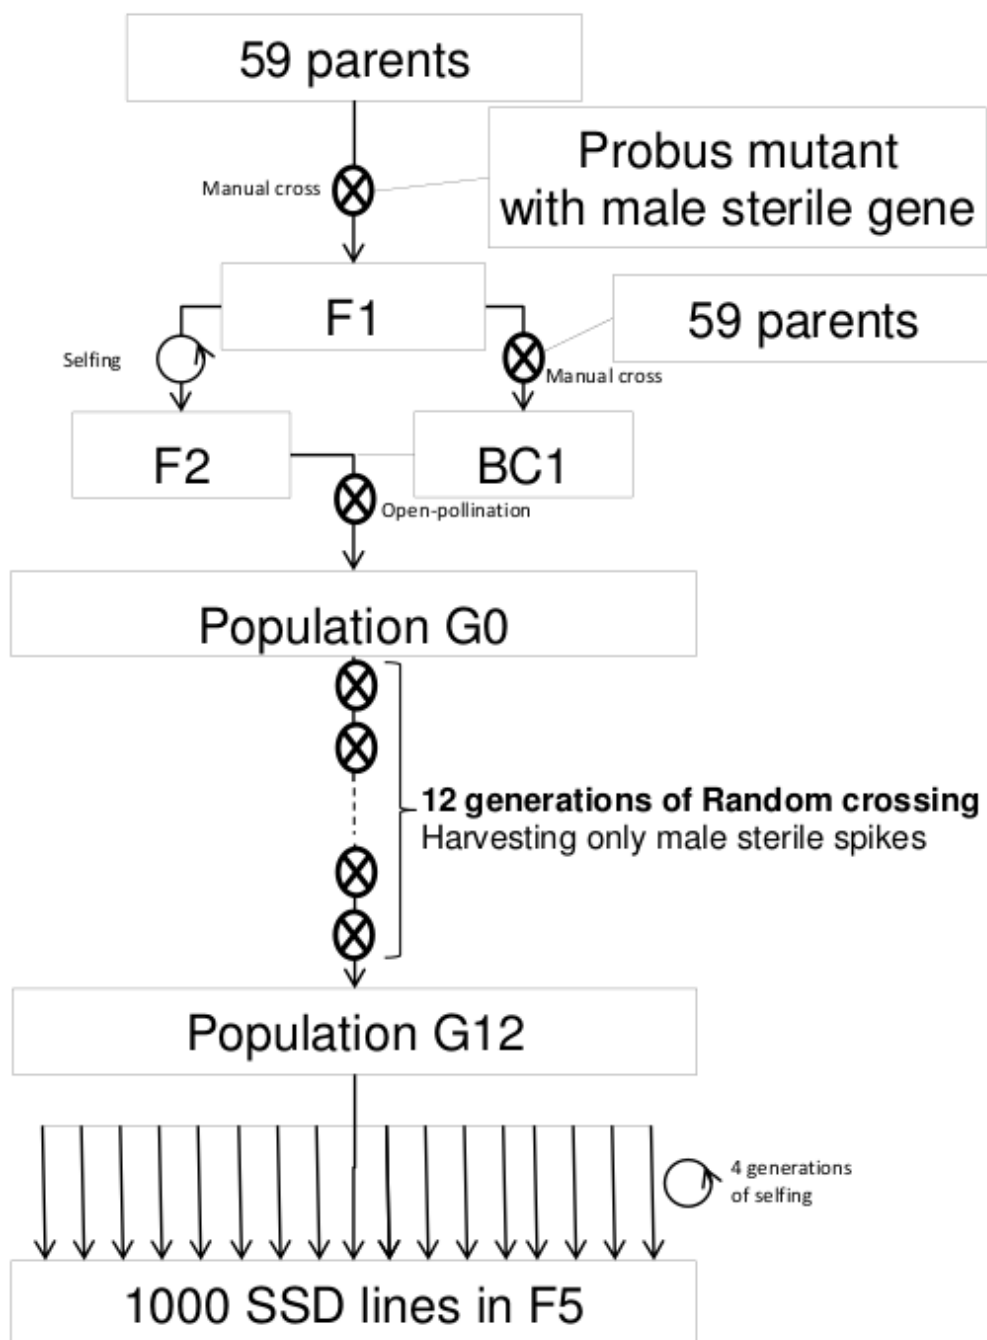 59 parents
Manual cross
Probus mutant
with male sterile gene
F1
59 parents
Selfing
Manual cross
F2
BC1
Open-pollination
Population G0
12 generations of Random crossing
Harvesting only male sterile spikes
Population G12
4 generations
of selfing
1000 SSD lines in F5